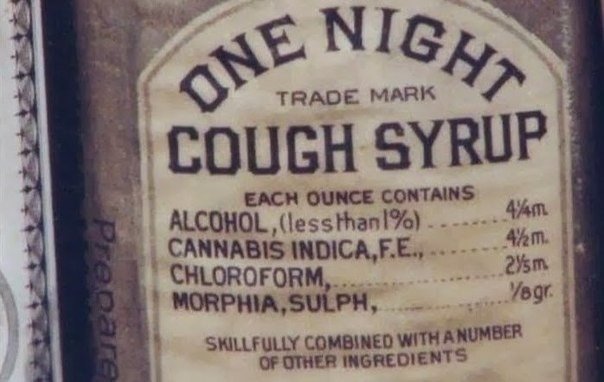 ONE NIGHT
TRADE MARK
COUGH SYRUP
EACH OUNCE CONTAINS
ALCOHOL, (less than 1%) ........ 4¼m.
CANNABIS INDICA, F.E., ........ 4½m.
CHLOROFORM, ........ 2⅕m.
MORPHIA, SULPH, ........ ⅛gr.
SKILLFULLY COMBINED WITH A NUMBER
OF OTHER INGREDIENTS
Prepare